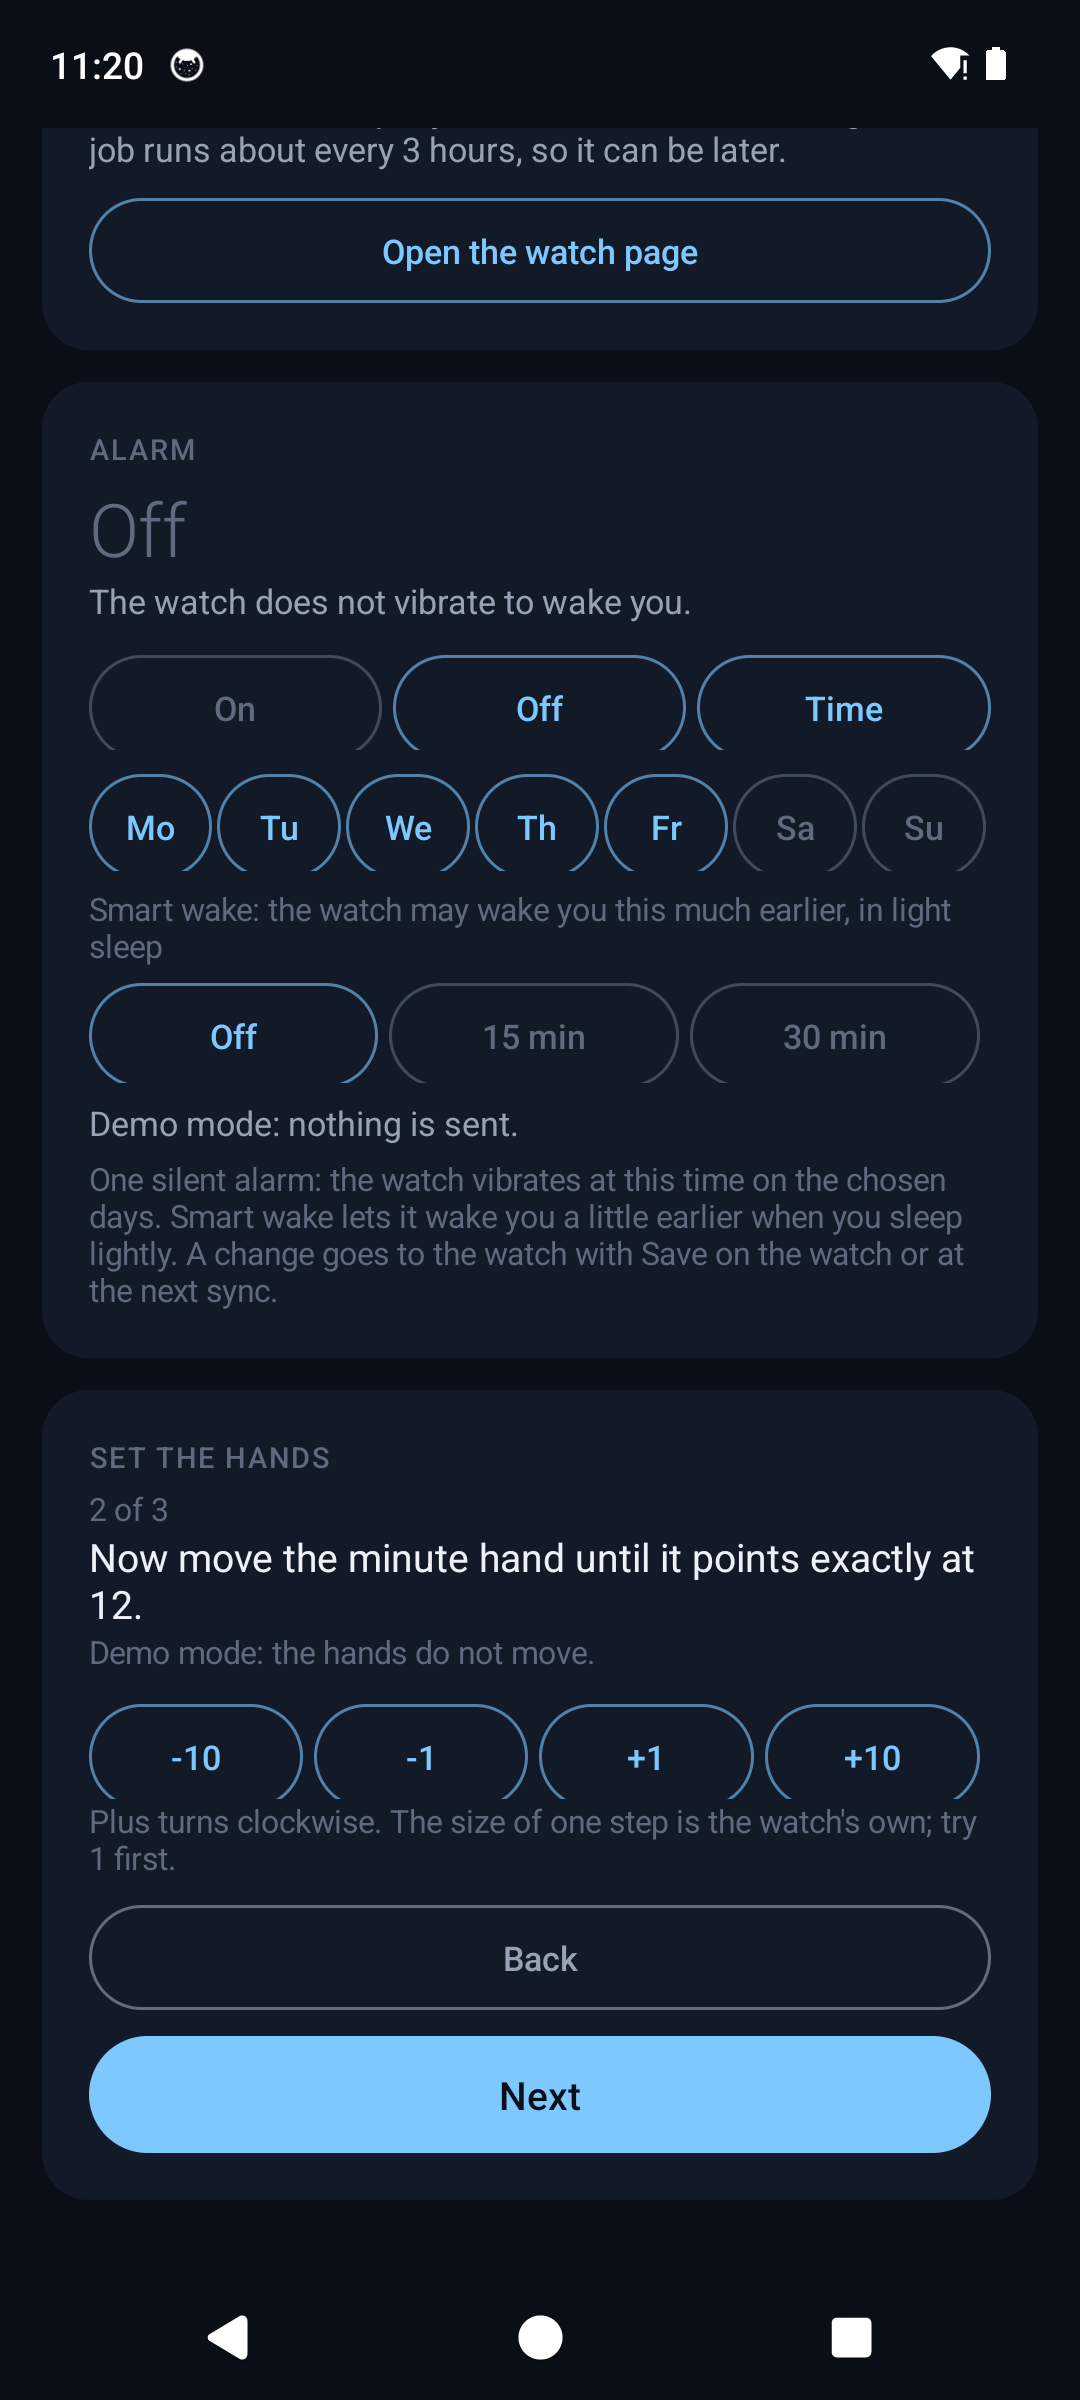 11:20
job runs about every 3 hours, so it can be later.
Open the watch page
ALARM
Off
The watch does not vibrate to wake you.
On Off Time
Mo Tu We Th Fr Sa Su
Smart wake: the watch may wake you this much earlier, in light
sleep
Off 15 min 30 min
Demo mode: nothing is sent.
One silent alarm: the watch vibrates at this time on the chosen
days. Smart wake lets it wake you a little earlier when you sleep
lightly. A change goes to the watch with Save on the watch or at
the next sync.
SET THE HANDS
2 of 3
Now move the minute hand until it points exactly at
12.
Demo mode: the hands do not move.
-10 -1 +1 +10
Plus turns clockwise. The size of one step is the watch's own; try
1 first.
Back
Next